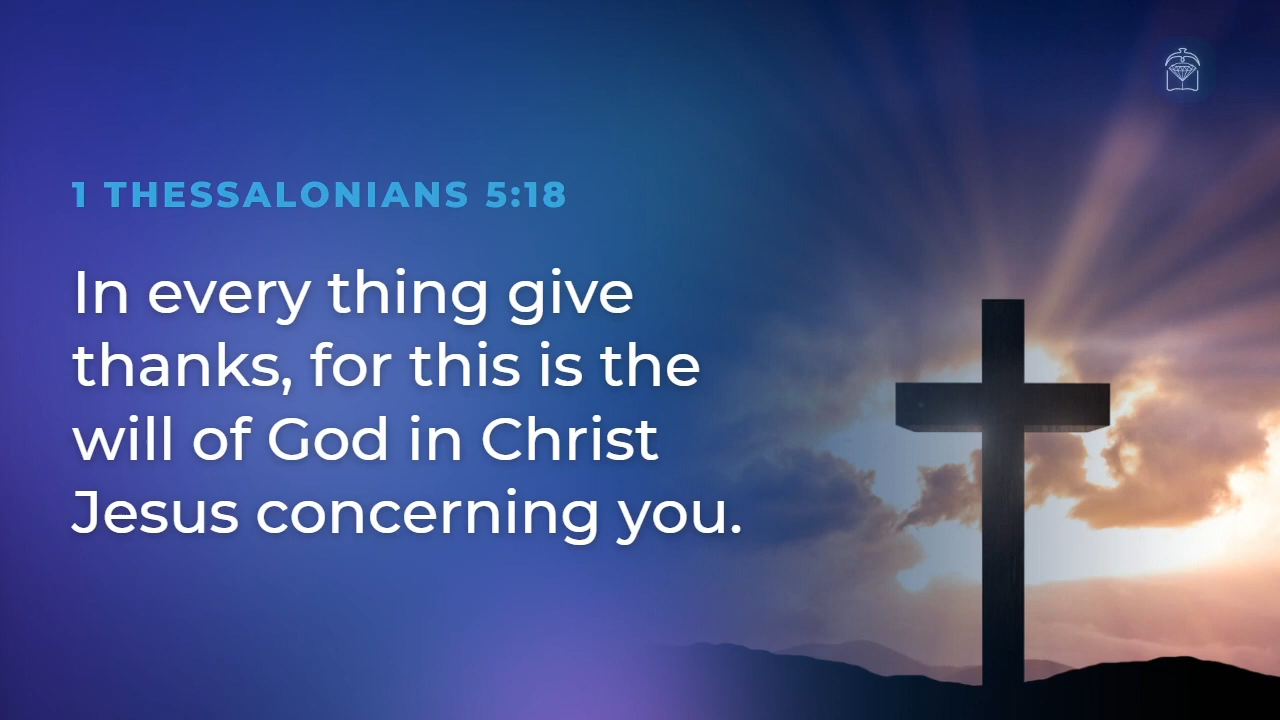 1 THESSALONIANS 5:18
In every thing give
thanks, for this is the
will of God in Christ
Jesus concerning you.